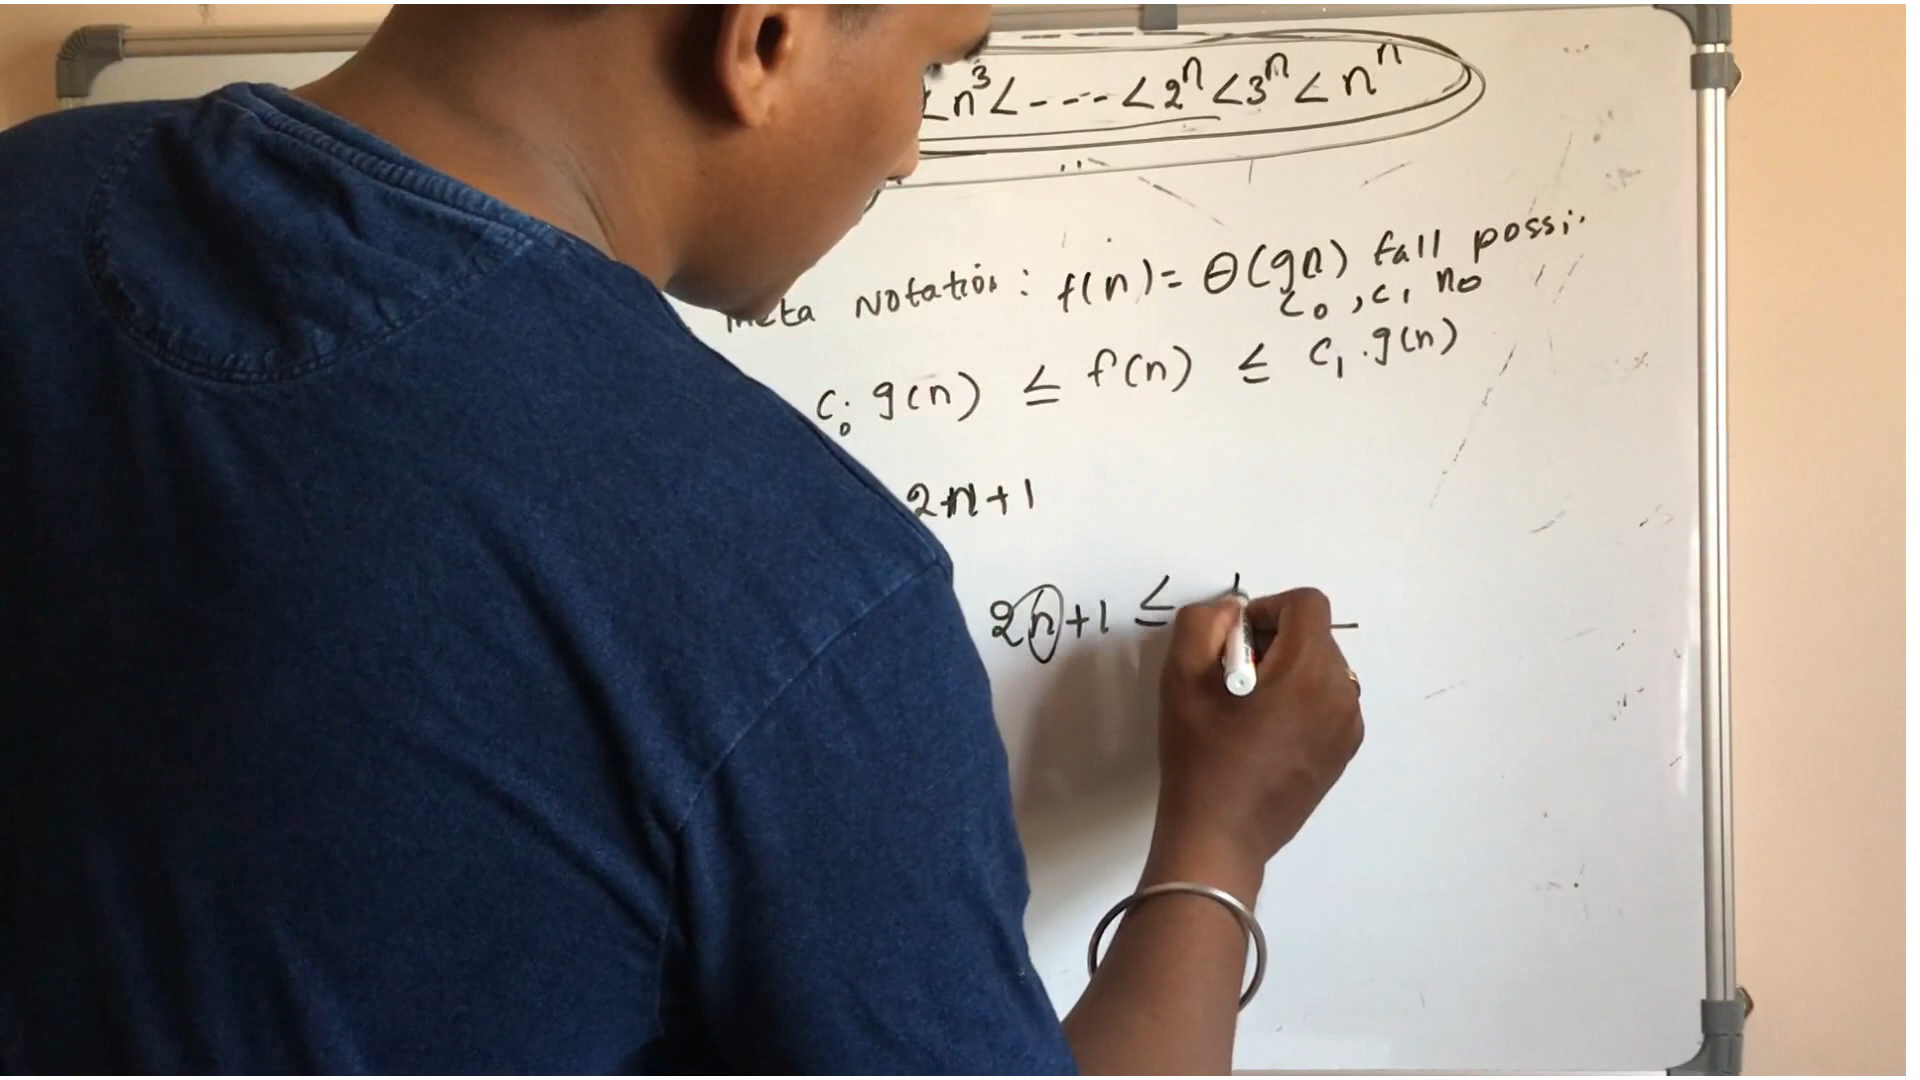 < n³ < ---- < 2ⁿ < 3ⁿ < nⁿ
Notation : f(n) = Θ(gn) fall possi.
c₀ , c₁ n₀
c₀. g(n) ≤ f(n) ≤ c₁ . g(n)
2n+1
2n+1 ≤